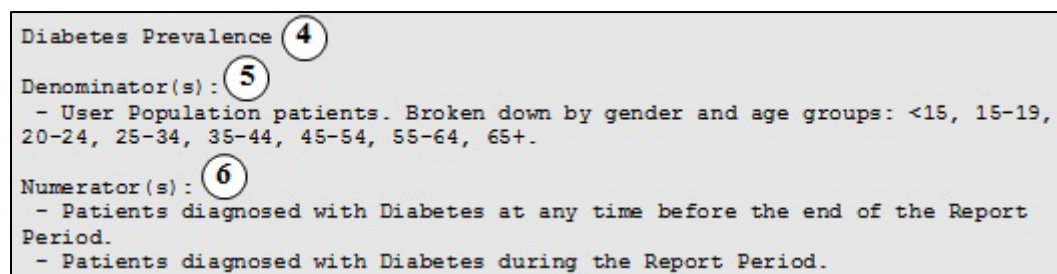 Diabetes Prevalence 4
Denominator(s): 5
- User Population patients. Broken down by gender and age groups: <15, 15-19,
20-24, 25-34, 35-44, 45-54, 55-64, 65+.
Numerator(s): 6
- Patients diagnosed with Diabetes at any time before the end of the Report
Period.
- Patients diagnosed with Diabetes during the Report Period.